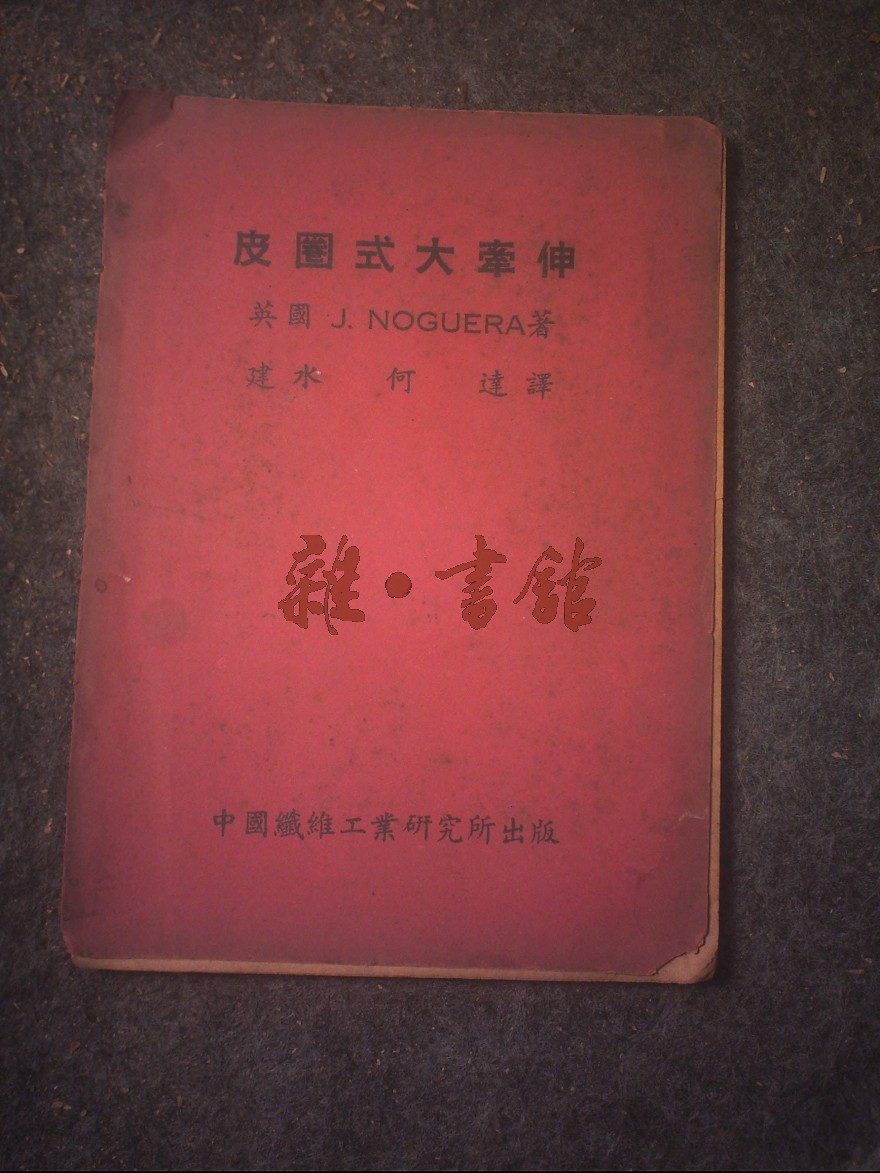 皮圈式大牽伸
英國 J. NOGUERA著
建水 何 達譯
雜·書館
中國纖維工業研究所出版